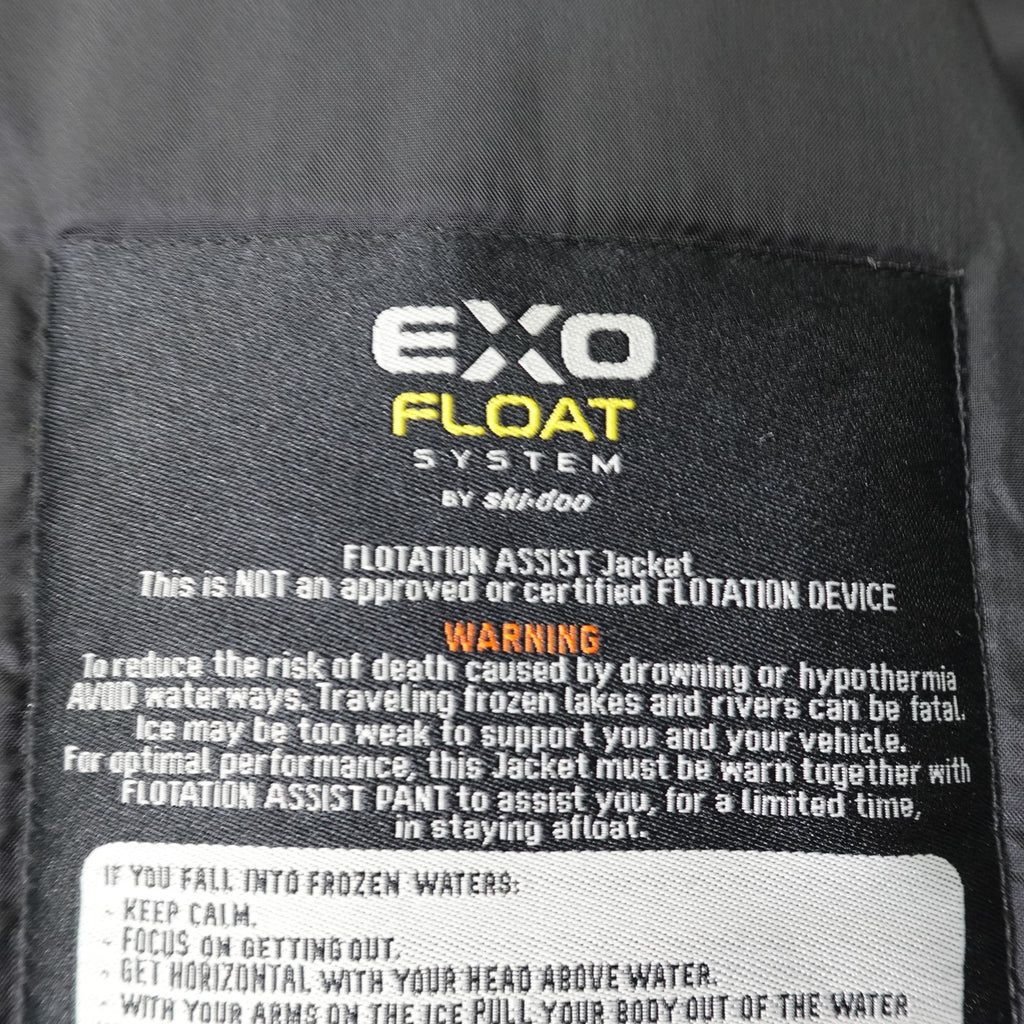 EXO
FLOAT
SYSTEM
BY ski-doo
FLOTATION ASSIST Jacket
This is NOT an approved or certified FLOTATION DEVICE
WARNING
To reduce the risk of death caused by drowning or hypothermia
AVOID waterways. Traveling frozen lakes and rivers can be fatal.
Ice may be too weak to support you and your vehicle.
For optimal performance, this Jacket must be warn together with
FLOTATION ASSIST PANT to assist you, for a limited time,
in staying afloat.
IF YOU FALL INTO FROZEN WATERS:
- KEEP CALM.
- FOCUS ON GETTING OUT.
- GET HORIZONTAL WITH YOUR HEAD ABOVE WATER.
- WITH YOUR ARMS ON THE ICE PULL YOUR BODY OUT OF THE WATER